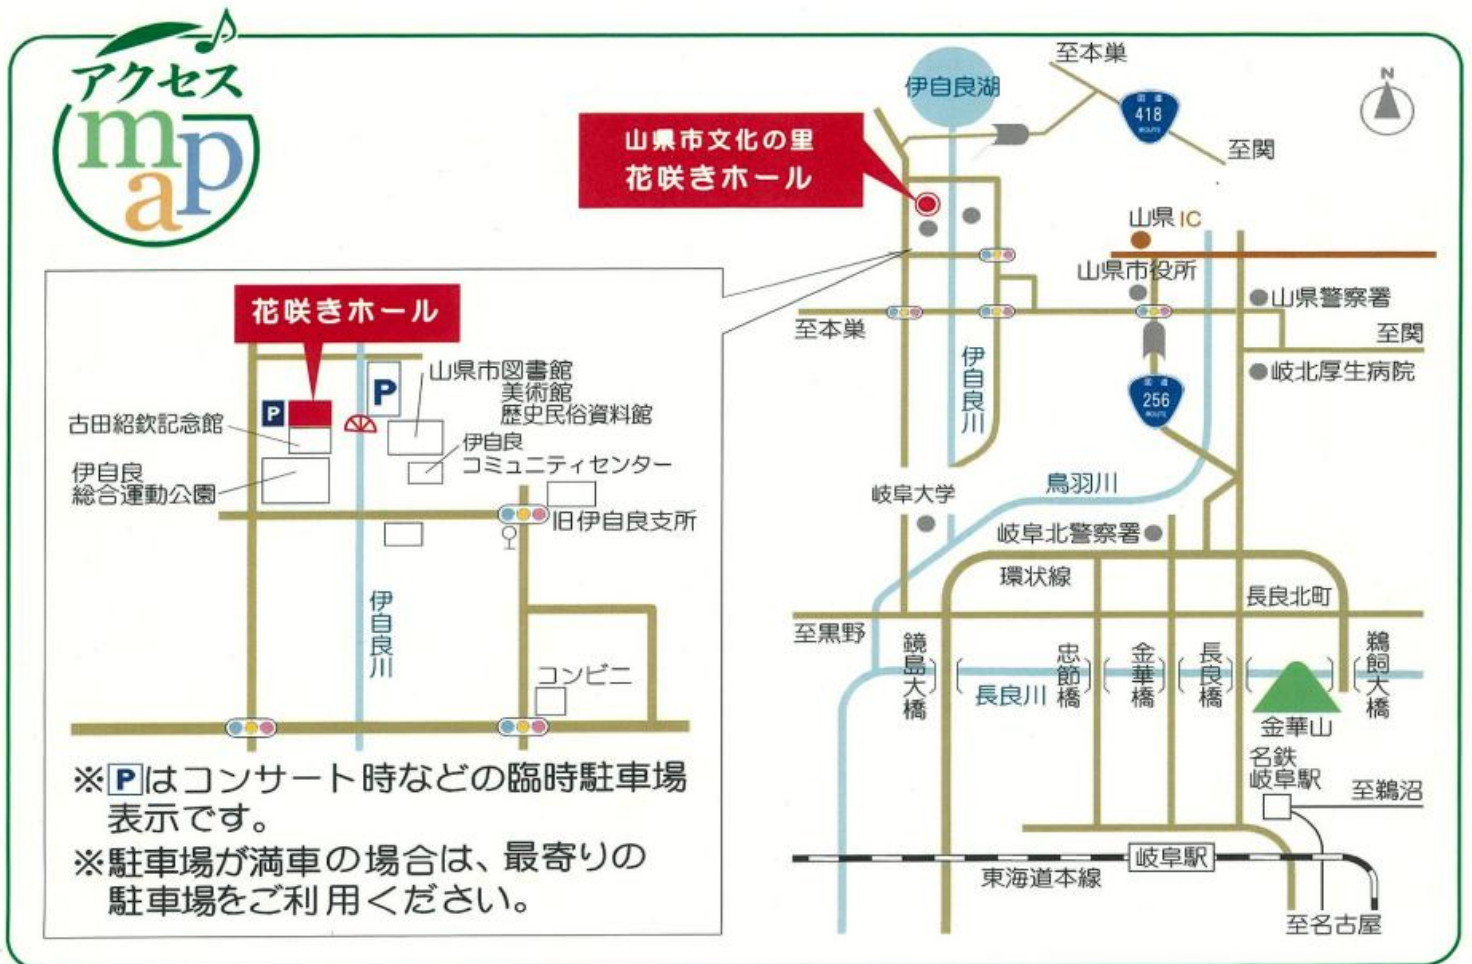 アクセス
map
山県市文化の里
花咲きホール
伊自良湖
至本巣
国道
418
ROUTE
至関
N
山県IC
山県市役所
山県警察署
至関
岐北厚生病院
至本巣
伊自良川
国道
256
ROUTE
岐阜大学
鳥羽川
岐阜北警察署
環状線
長良北町
至黒野
鏡島大橋
長良川
忠節橋
金華橋
長良橋
鵜飼大橋
金華山
名鉄
岐阜駅
至鵜沼
岐阜駅
東海道本線
至名古屋
花咲きホール
P
P
山県市図書館
美術館
歴史民俗資料館
古田紹欽記念館
伊自良
コミュニティセンター
伊自良
総合運動公園
旧伊自良支所
伊自良川
コンビニ
※Pはコンサート時などの臨時駐車場
表示です。
※駐車場が満車の場合は、最寄りの
駐車場をご利用ください。